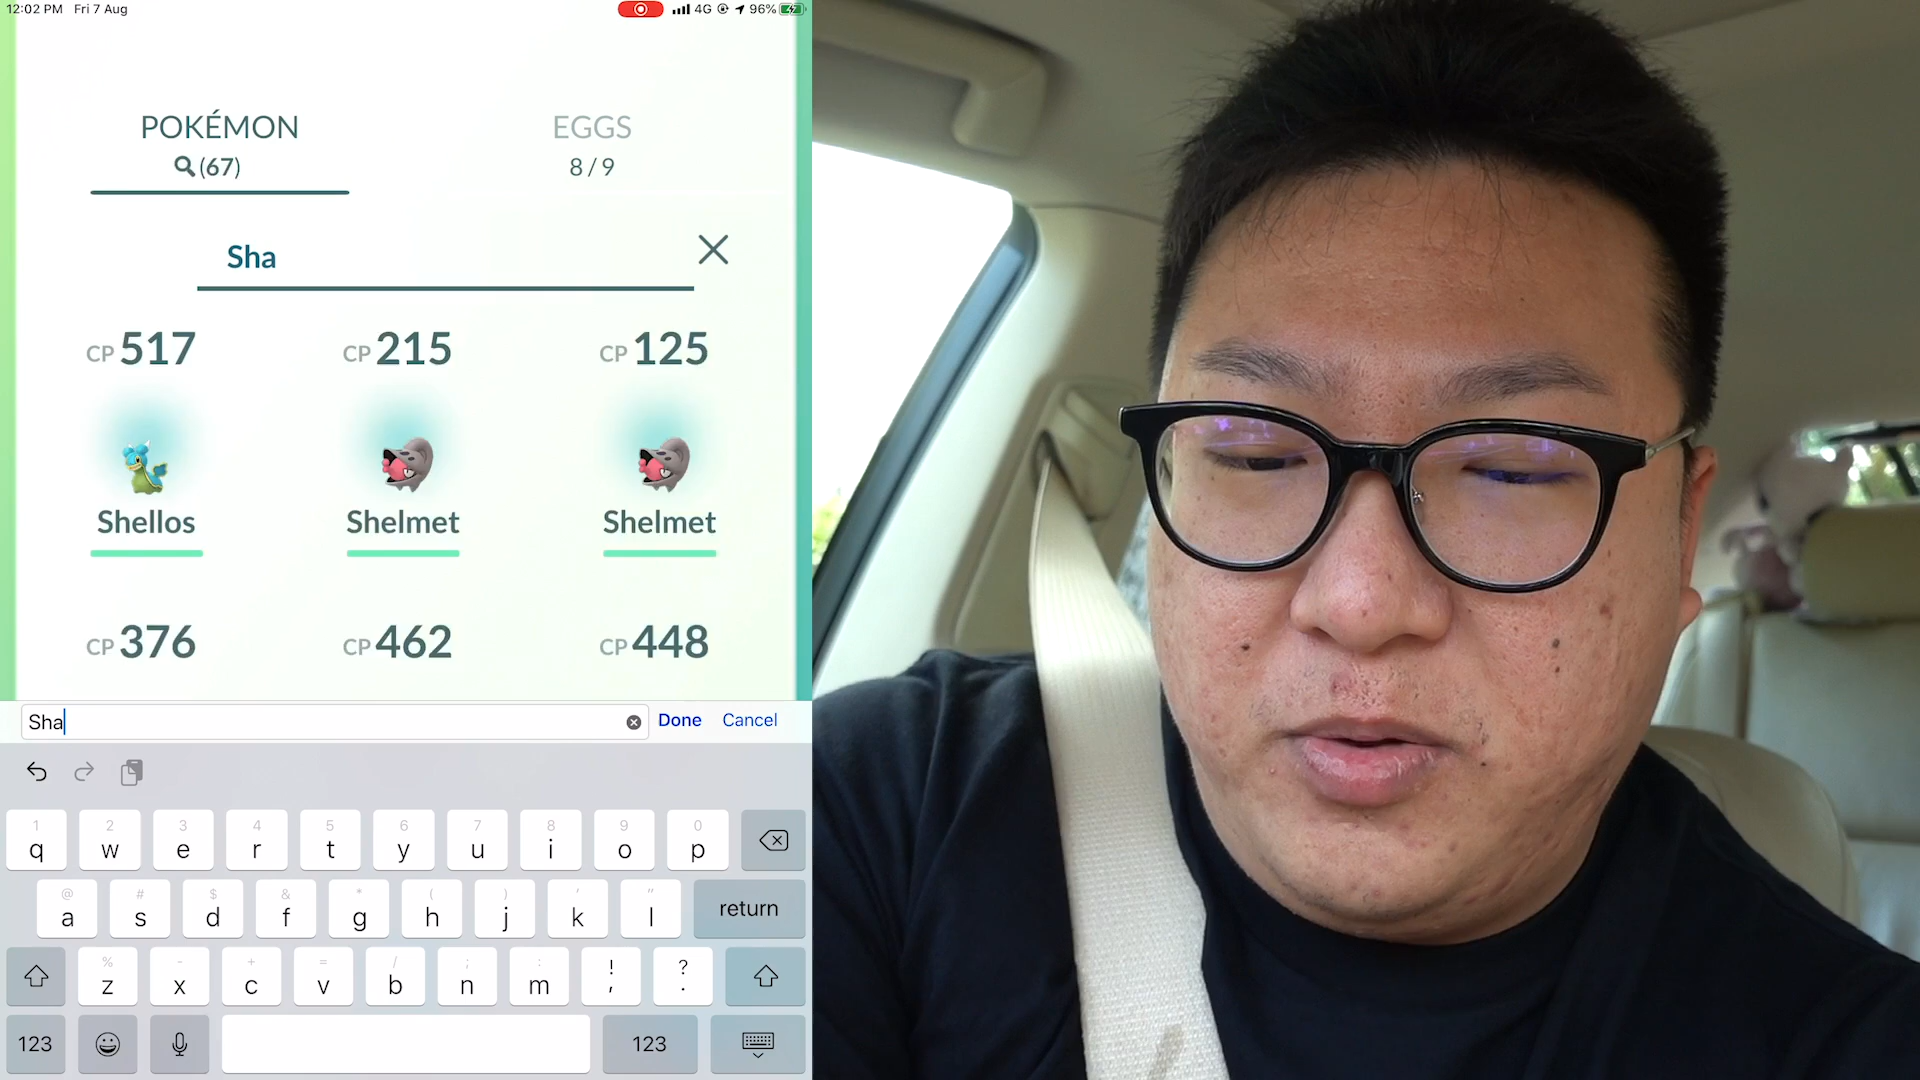 12:02 PM Fri 7 Aug
4G 96%
POKÉMON
(67)
EGGS
8 / 9
Sha
CP 517
CP 215
CP 125
Shellos
Shelmet
Shelmet
CP 376
CP 462
CP 448
Sha
Done
Cancel
1 2 3 4 5 6 7 8 9 0
q w e r t y u i o p
@ # $ & * ( ) ' "
a s d f g h j k l return
% - + = / ; : ! ?
z x c v b n m , .
123 123